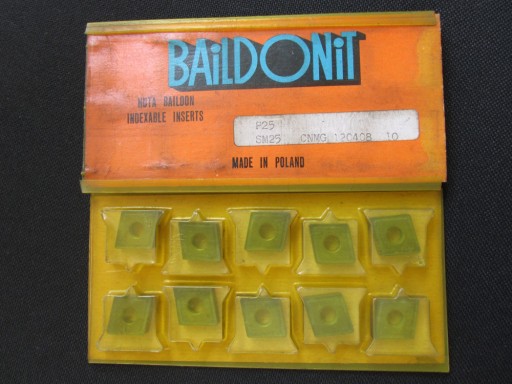 BAiLDONiT
HUTA BAILDON
INDEXABLE INSERTS
P25
SM25 CNMG 120408 10
MADE IN POLAND